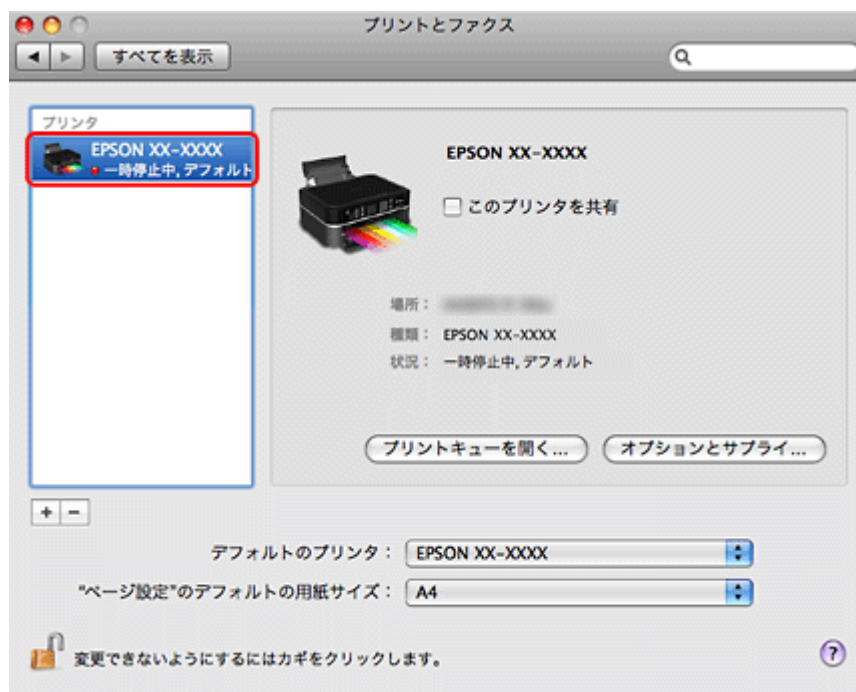 プリントとファクス
すべてを表示
プリンタ
EPSON XX-XXXX
一時停止中, デフォルト
EPSON XX-XXXX
このプリンタを共有
場所：
種類： EPSON XX-XXXX
状況： 一時停止中, デフォルト
プリントキューを開く... オプションとサプライ...
+ −
デフォルトのプリンタ： EPSON XX-XXXX
"ページ設定"のデフォルトの用紙サイズ： A4
変更できないようにするにはカギをクリックします。 ?